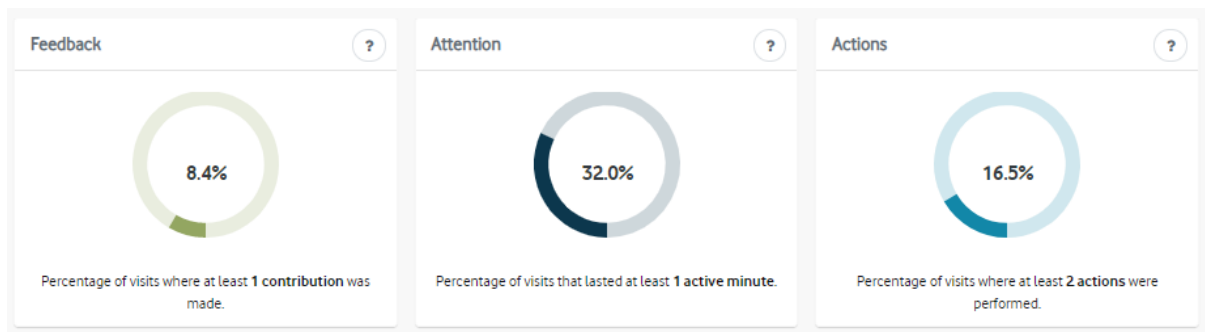 Feedback
?
8.4%
Percentage of visits where at least 1 contribution was
made.
Attention
?
32.0%
Percentage of visits that lasted at least 1 active minute.
Actions
?
16.5%
Percentage of visits where at least 2 actions were
performed.